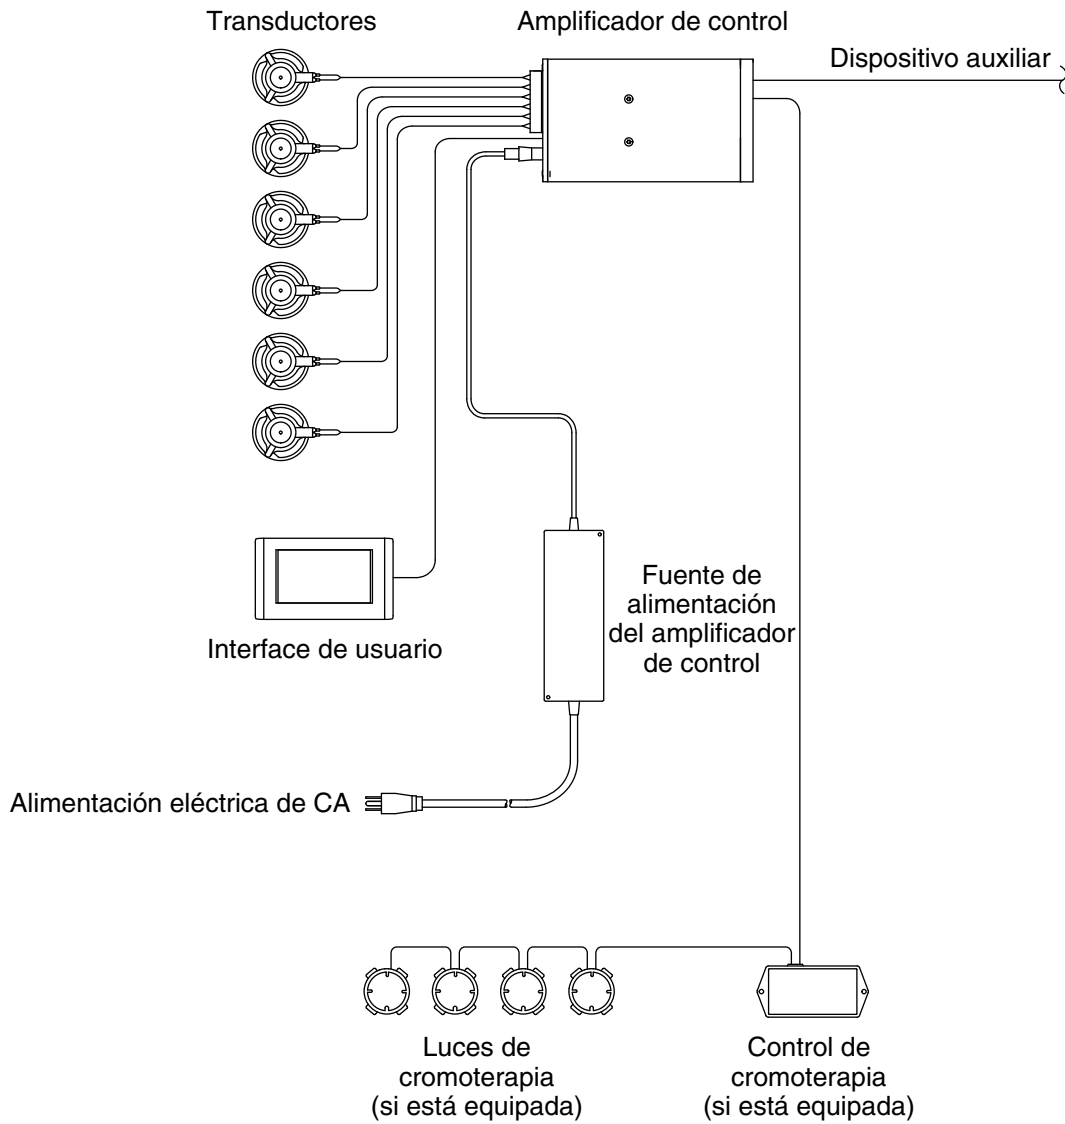 Transductores
Amplificador de control
Dispositivo auxiliar
Fuente de
alimentación
del amplificador
de control
Interface de usuario
Alimentación eléctrica de CA
Luces de
cromoterapia
(si está equipada)
Control de
cromoterapia
(si está equipada)